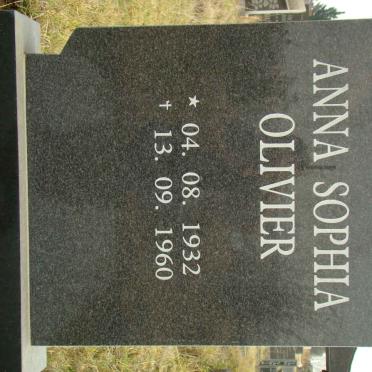 ANNA SOPHIA
OLIVIER
★ 04. 08. 1932
✝ 13. 09. 1960